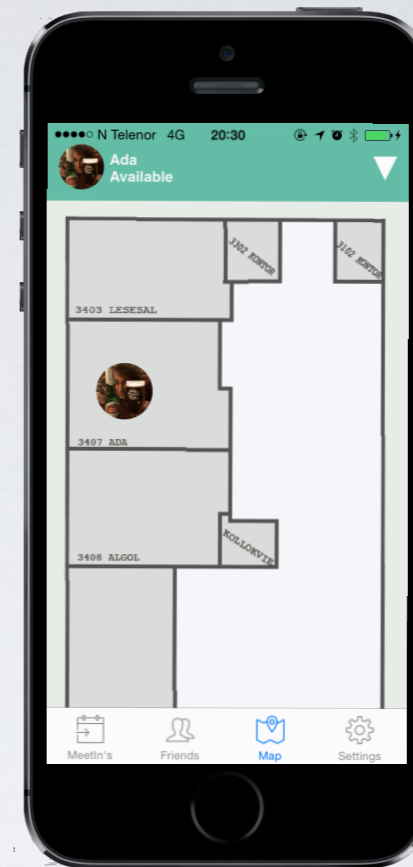 N Telenor 4G 20:30
Ada
Available
3302 KONTOR
3102 KONTOR
3403 LESESAL
3407 ADA
KOLLOKVIE
3408 ALGOL
MeetIn's Friends Map Settings